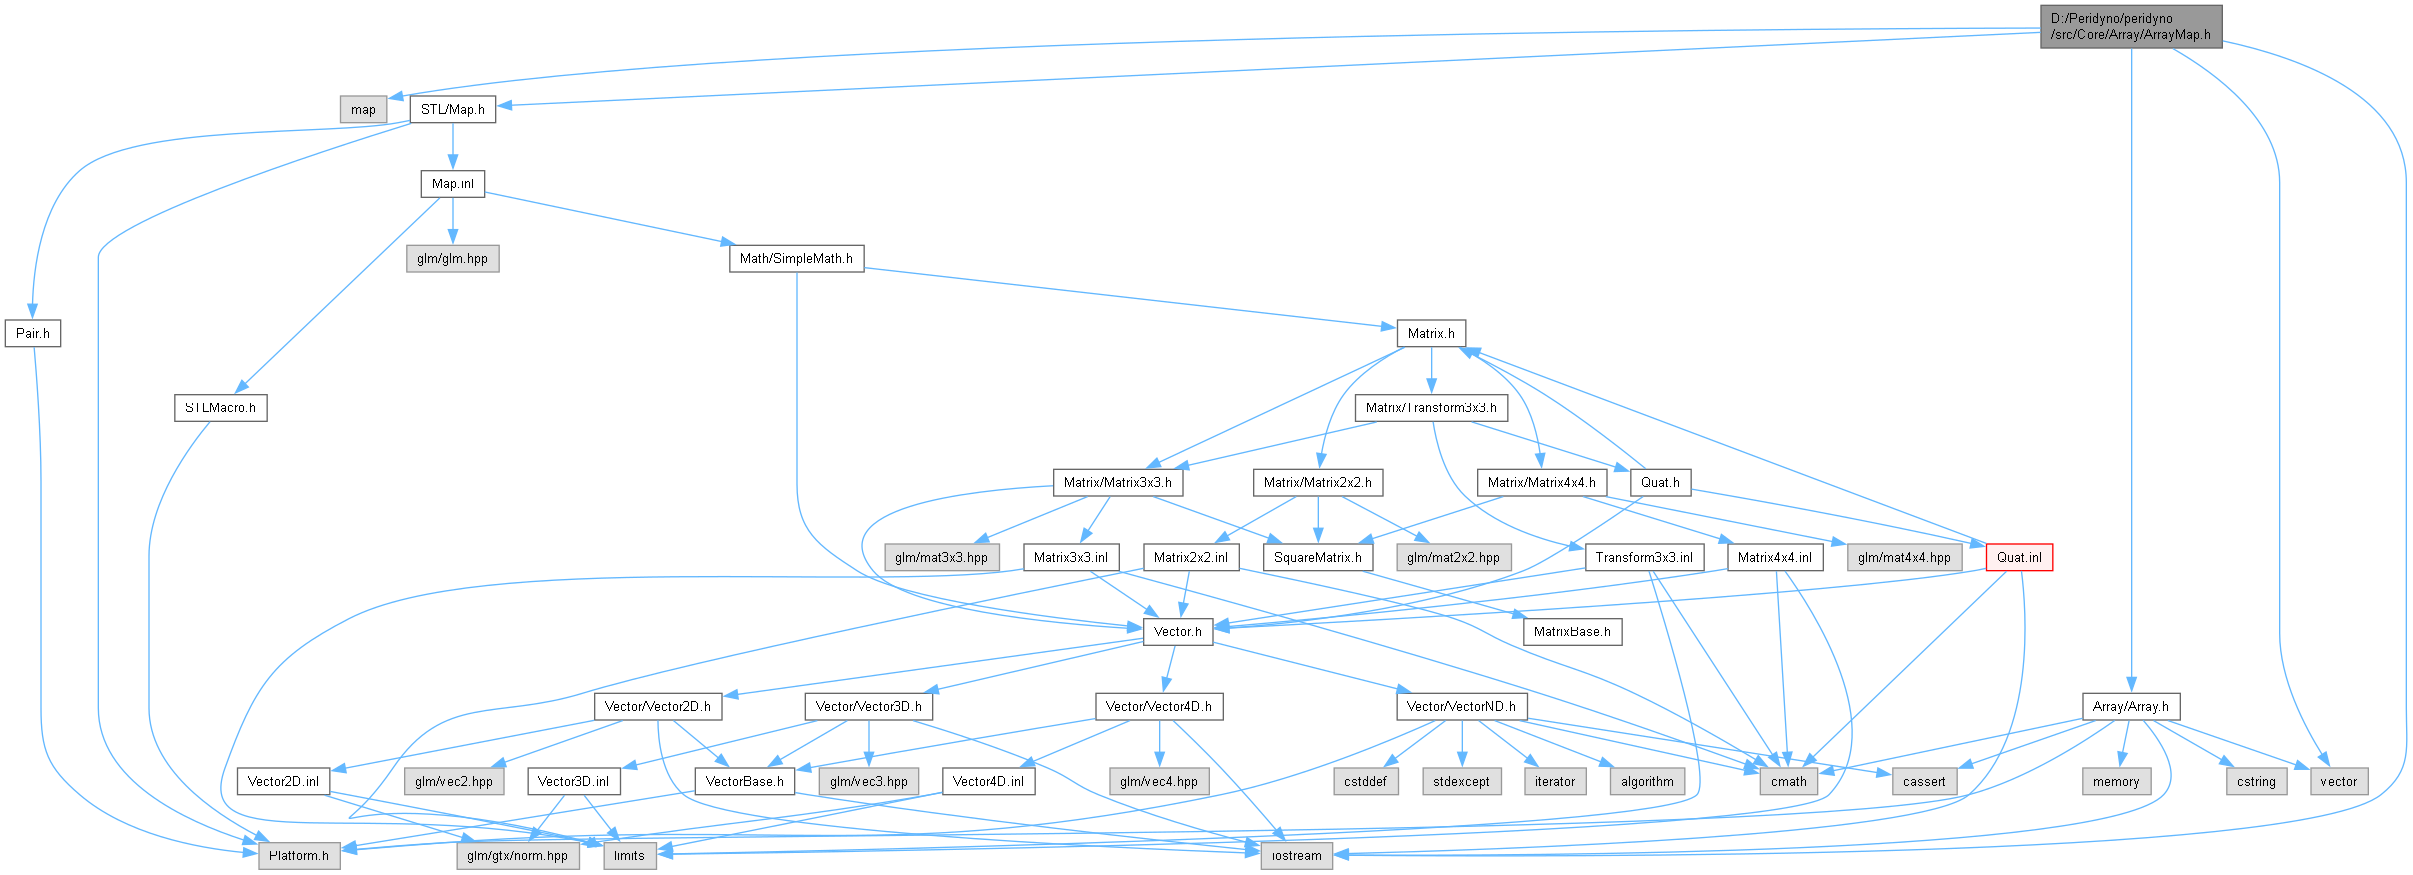 D:/Peridyno/peridyno
/src/Core/Array/ArrayMap.h
map
STL/Map.h
Map.inl
glm/glm.hpp
Math/SimpleMath.h
Pair.h
Matrix.h
STLMacro.h
Matrix/Transform3x3.h
Matrix/Matrix3x3.h
Matrix/Matrix2x2.h
Matrix/Matrix4x4.h
Quat.h
glm/mat3x3.hpp
Matrix3x3.inl
Matrix2x2.inl
SquareMatrix.h
glm/mat2x2.hpp
Transform3x3.inl
Matrix4x4.inl
glm/mat4x4.hpp
Quat.inl
Vector.h
MatrixBase.h
Vector/Vector2D.h
Vector/Vector3D.h
Vector/Vector4D.h
Vector/VectorND.h
Array/Array.h
Vector2D.inl
glm/vec2.hpp
Vector3D.inl
VectorBase.h
glm/vec3.hpp
Vector4D.inl
glm/vec4.hpp
cstddef
stdexcept
iterator
algorithm
cmath
cassert
memory
cstring
vector
Platform.h
glm/gtx/norm.hpp
limits
iostream